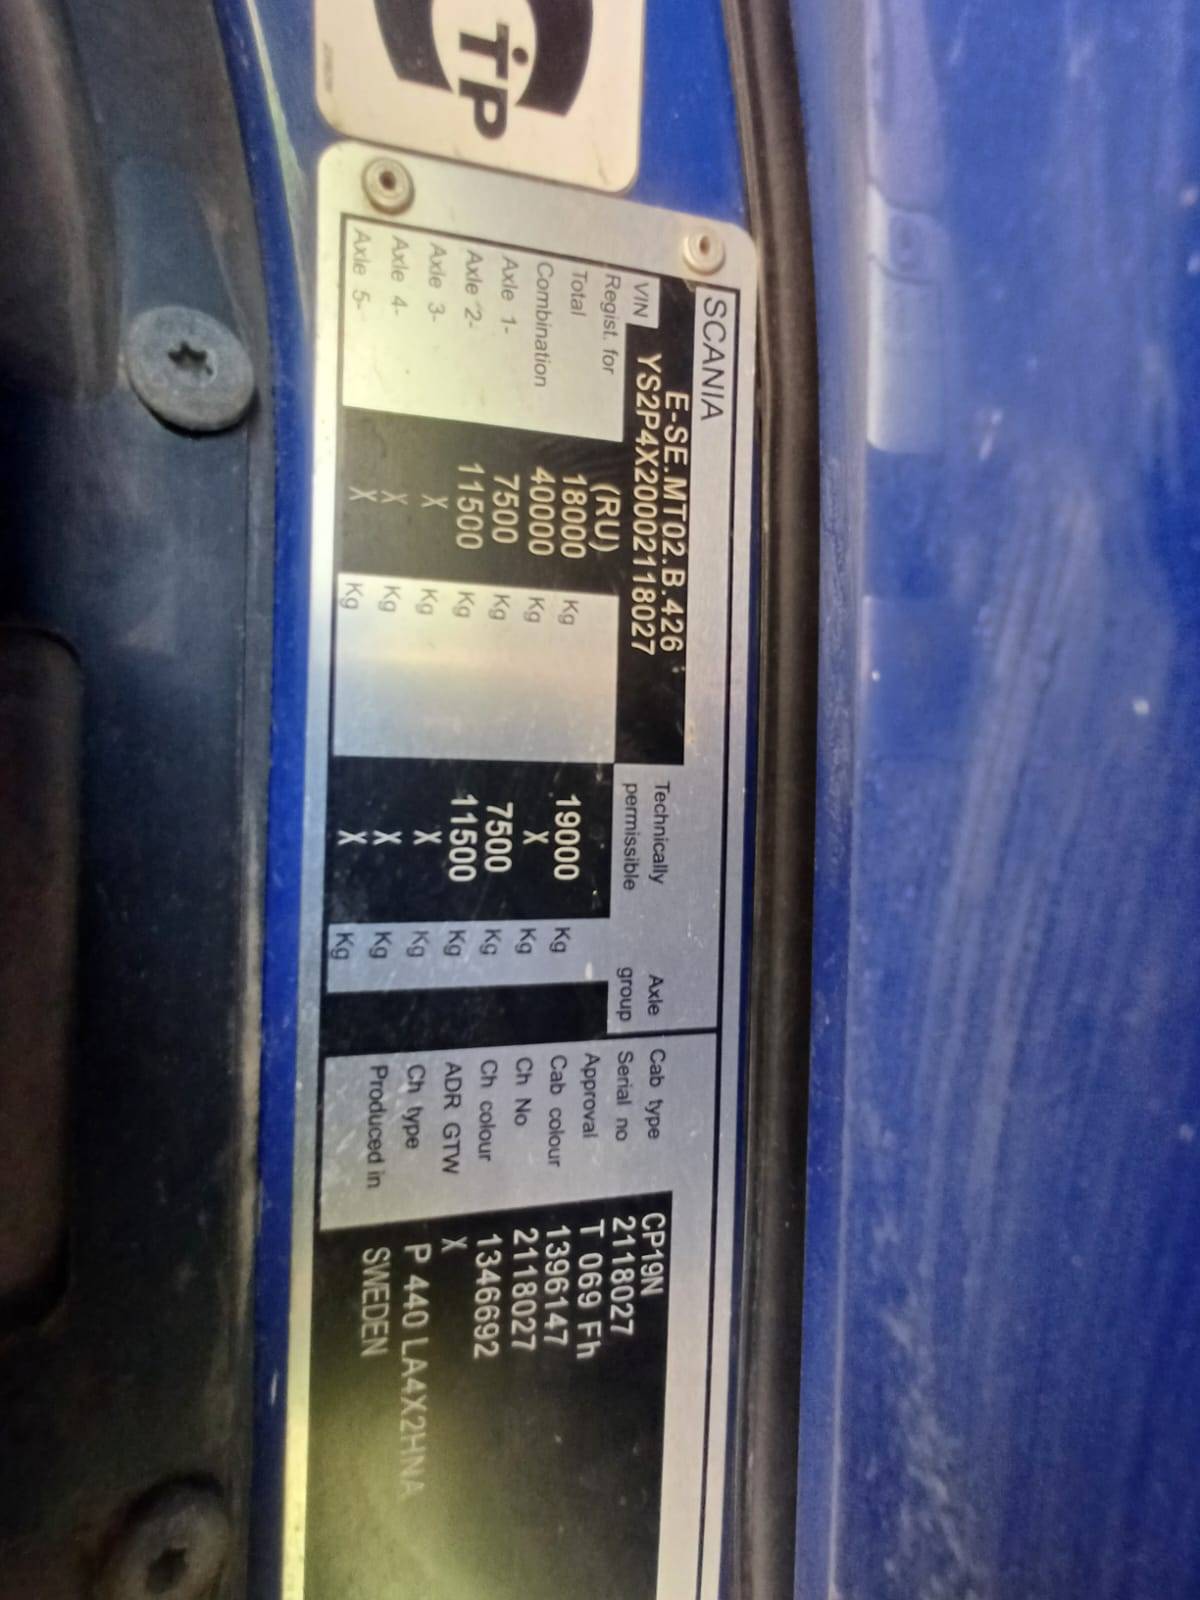 TP
SCANIA
E-SE.MT02.B.426
VIN YS2P4X20002118027
Regist. for (RU)
Technically permissible
Axle group
Total 18000 Kg 19000 Kg
Combination 40000 Kg X Kg
Axle 1- 7500 Kg 7500 Kg
Axle 2- 11500 Kg 11500 Kg
Axle 3- X Kg X Kg
Axle 4- X Kg X Kg
Axle 5- X Kg X Kg
Cab type CP19N
Serial no 2118027
Approval T 069 Fh
Cab colour 1396147
Ch No 2118027
Ch colour 1346692
ADR GTW X
Ch type P 440 LA4X2HNA
Produced in SWEDEN